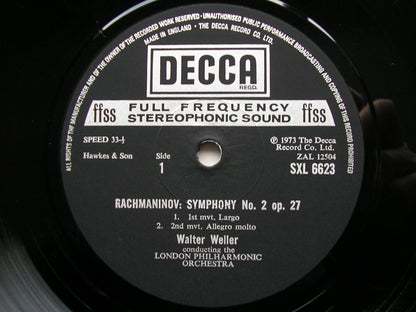 ALL RIGHTS OF THE MANUFACTURER AND OF THE OWNER OF THE RECORDED WORK RESERVED · UNAUTHORISED PUBLIC PERFORMANCE BROADCASTING AND COPYING OF THIS RECORD PROHIBITED
MADE IN ENGLAND · THE DECCA RECORD CO. LTD.
DECCA
REGD.
ffss FULL FREQUENCY ffss
STEREOPHONIC SOUND
SPEED 33⅓
℗ 1973 The Decca
Record Co. Ltd.
Hawkes & Son
Side
1
ZAL 12504
SXL 6623
RACHMANINOV: SYMPHONY No. 2 op. 27
1. 1st mvt. Largo
2. 2nd mvt. Allegro molto
Walter Weller
conducting the
LONDON PHILHARMONIC
ORCHESTRA